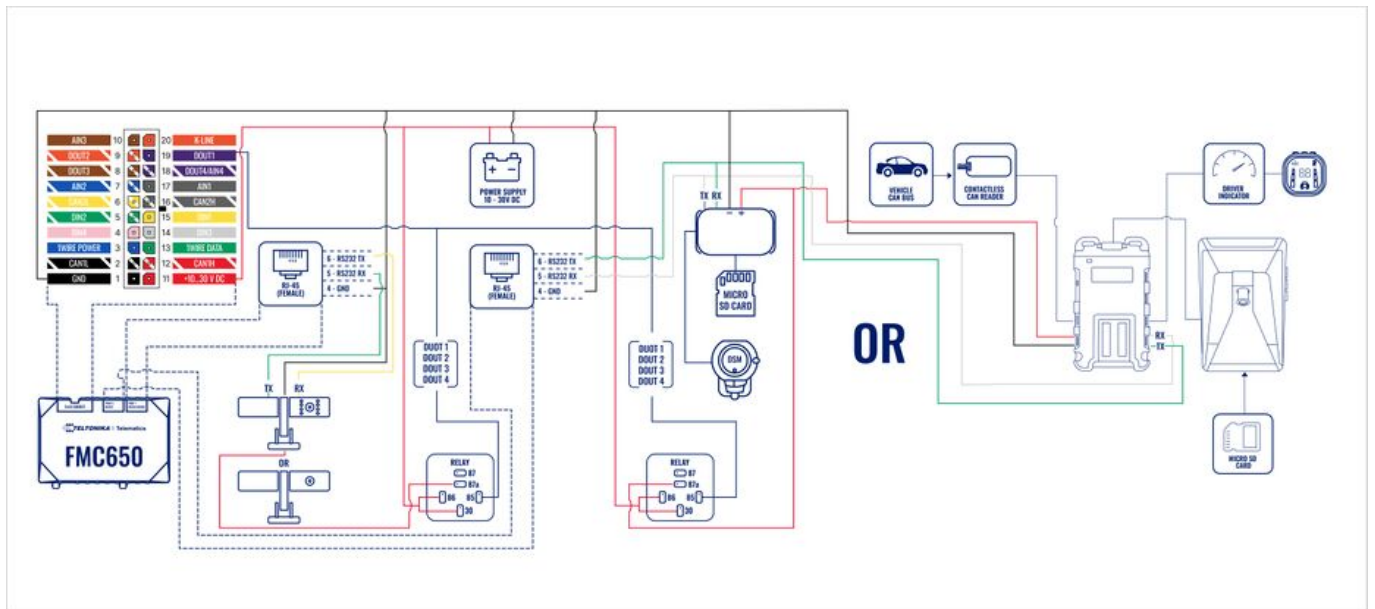 AIN3 10 20 K-LINE
DOUT2 9 19 DOUT1
DOUT3 8 18 DOUT4/AIN4
AIN2 7 17 AIN1
6 16 CAN2H
DIN2 5 15 DIN1
DIN4 4 14 DIN3
1WIRE POWER 3 13 1WIRE DATA
CAN1L 2 12 CAN1H
GND 1 11 +10...30 V DC
POWER SUPPLY
10 - 30V DC
RJ-45
(FEMALE)
6 - RS232 TX
5 - RS232 RX
4 - GND
RJ-45
(FEMALE)
6 - RS232 TX
5 - RS232 RX
4 - GND
TX RX
- +
MICRO
SD CARD
DSM
DUOT 1
DOUT 2
DOUT 3
DOUT 4
DUOT 1
DOUT 2
DOUT 3
DOUT 4
TX RX
OR
TELTONIKA Telematics
FMC650
RELAY
87
87a
86 85
30
RELAY
87
87a
86 85
30
OR
VEHICLE
CAN BUS
CONTACTLESS
CAN READER
DRIVER
INDICATOR
RX
TX
MICRO SD
CARD